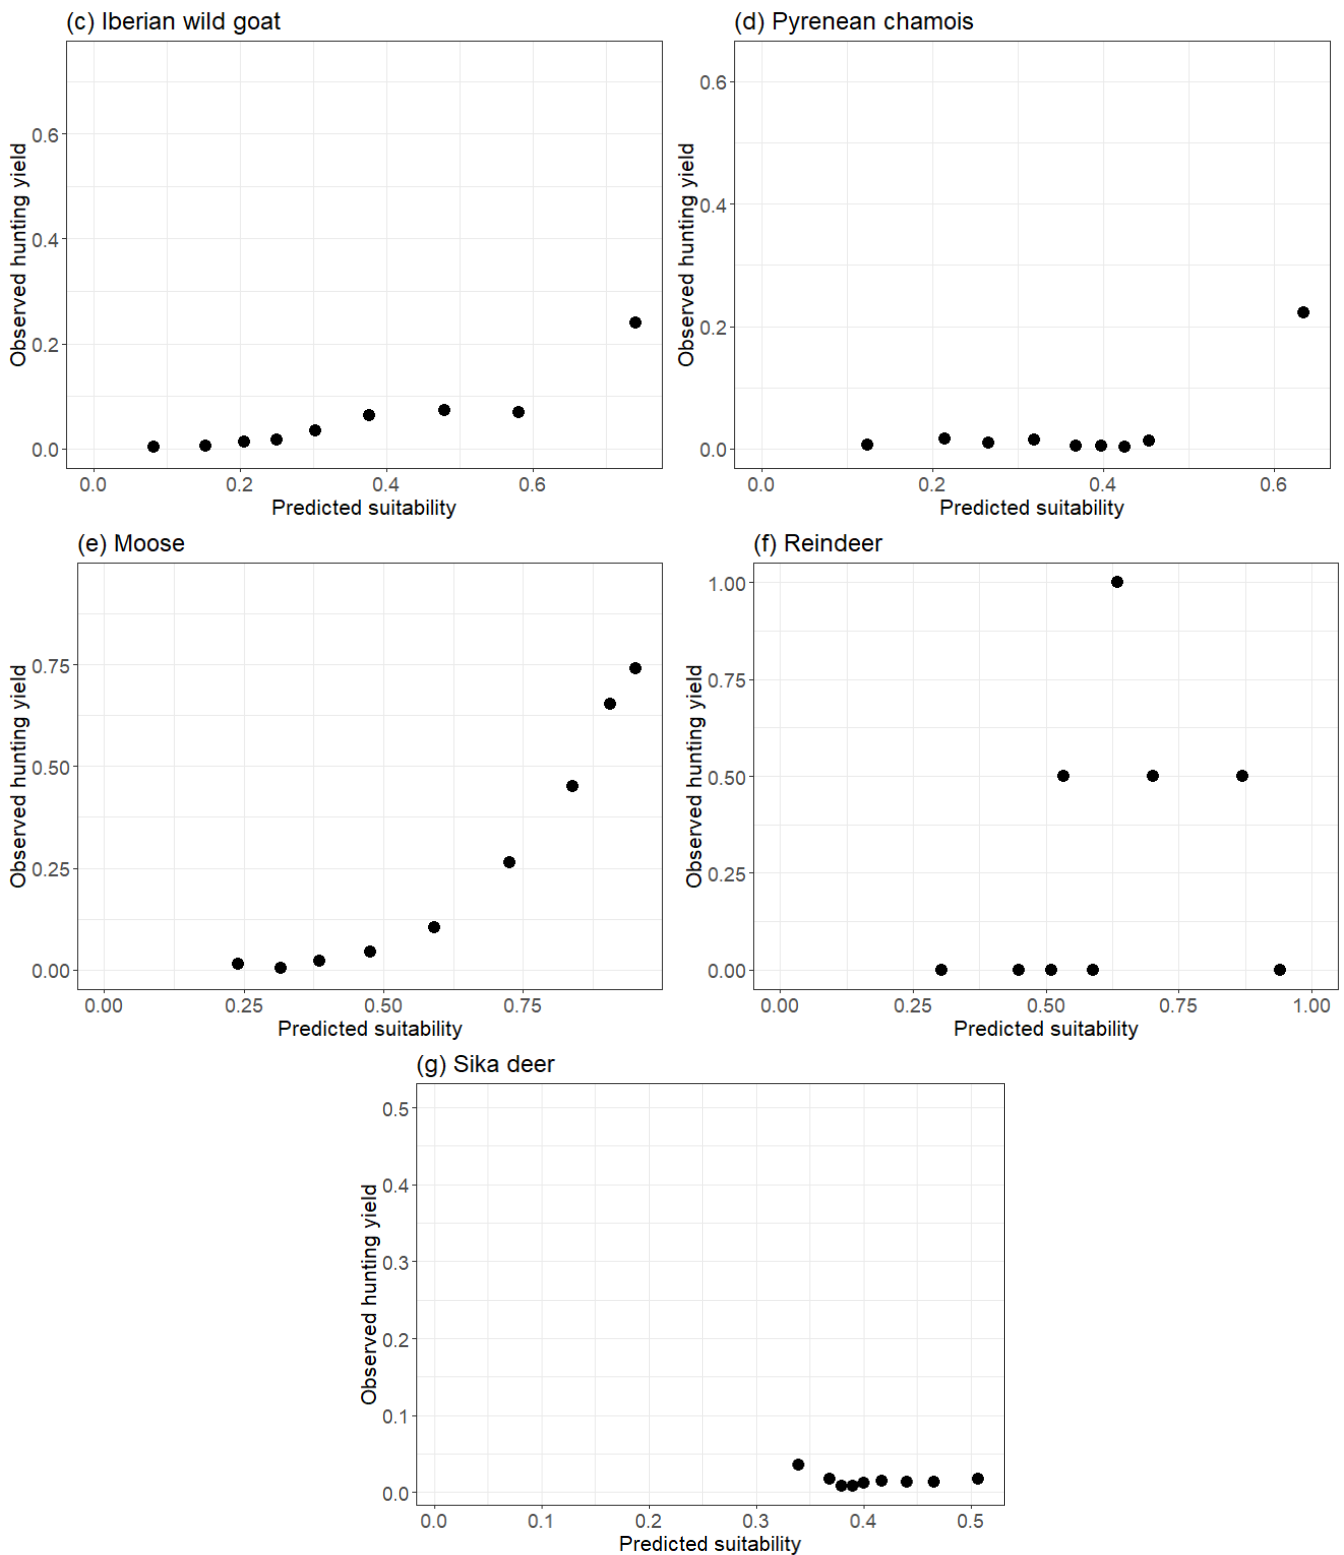 (c) Iberian wild goat
Observed hunting yield
0.6
0.4
0.2
0.0
0.0 0.2 0.4 0.6
Predicted suitability
(d) Pyrenean chamois
Observed hunting yield
0.6
0.4
0.2
0.0
0.0 0.2 0.4 0.6
Predicted suitability
(e) Moose
Observed hunting yield
0.75
0.50
0.25
0.00
0.00 0.25 0.50 0.75
Predicted suitability
(f) Reindeer
Observed hunting yield
1.00
0.75
0.50
0.25
0.00
0.00 0.25 0.50 0.75 1.00
Predicted suitability
(g) Sika deer
Observed hunting yield
0.5
0.4
0.3
0.2
0.1
0.0
0.0 0.1 0.2 0.3 0.4 0.5
Predicted suitability